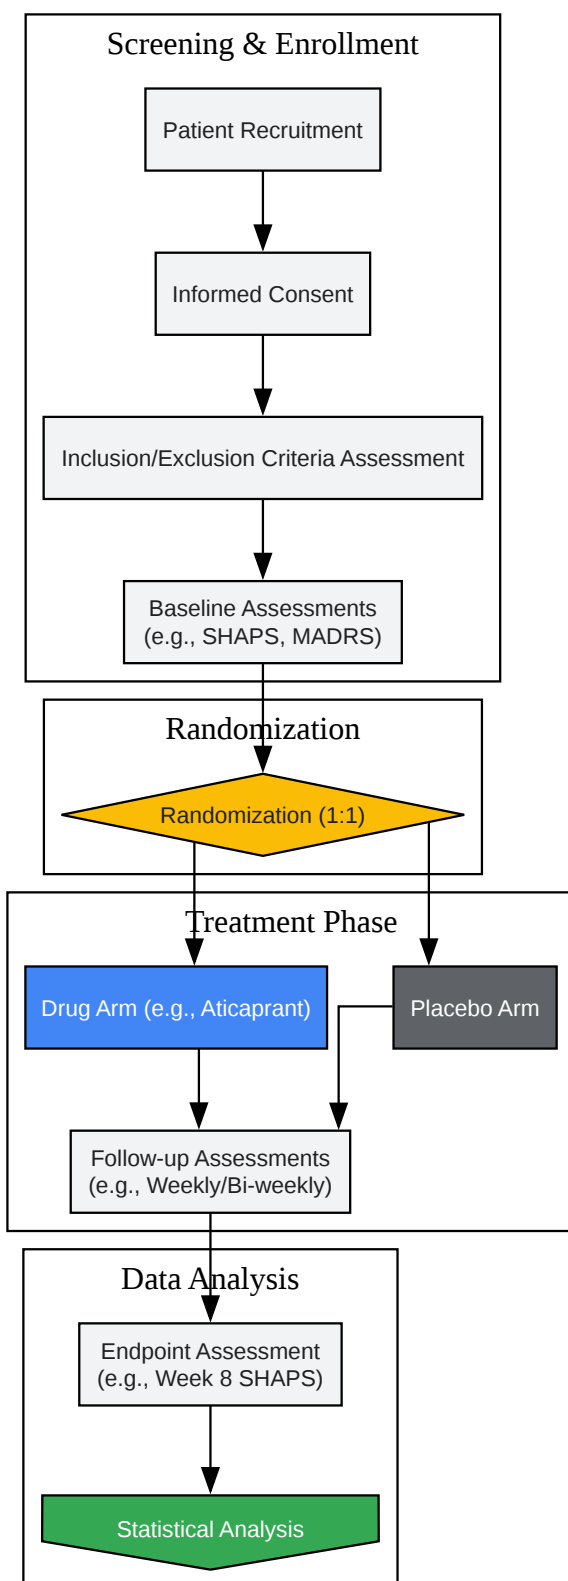 Screening & Enrollment
Patient Recruitment
Informed Consent
Inclusion/Exclusion Criteria Assessment
Baseline Assessments
(e.g., SHAPS, MADRS)
Randomization
Randomization (1:1)
Treatment Phase
Drug Arm (e.g., Aticaprant)
Placebo Arm
Follow-up Assessments
(e.g., Weekly/Bi-weekly)
Data Analysis
Endpoint Assessment
(e.g., Week 8 SHAPS)
Statistical Analysis